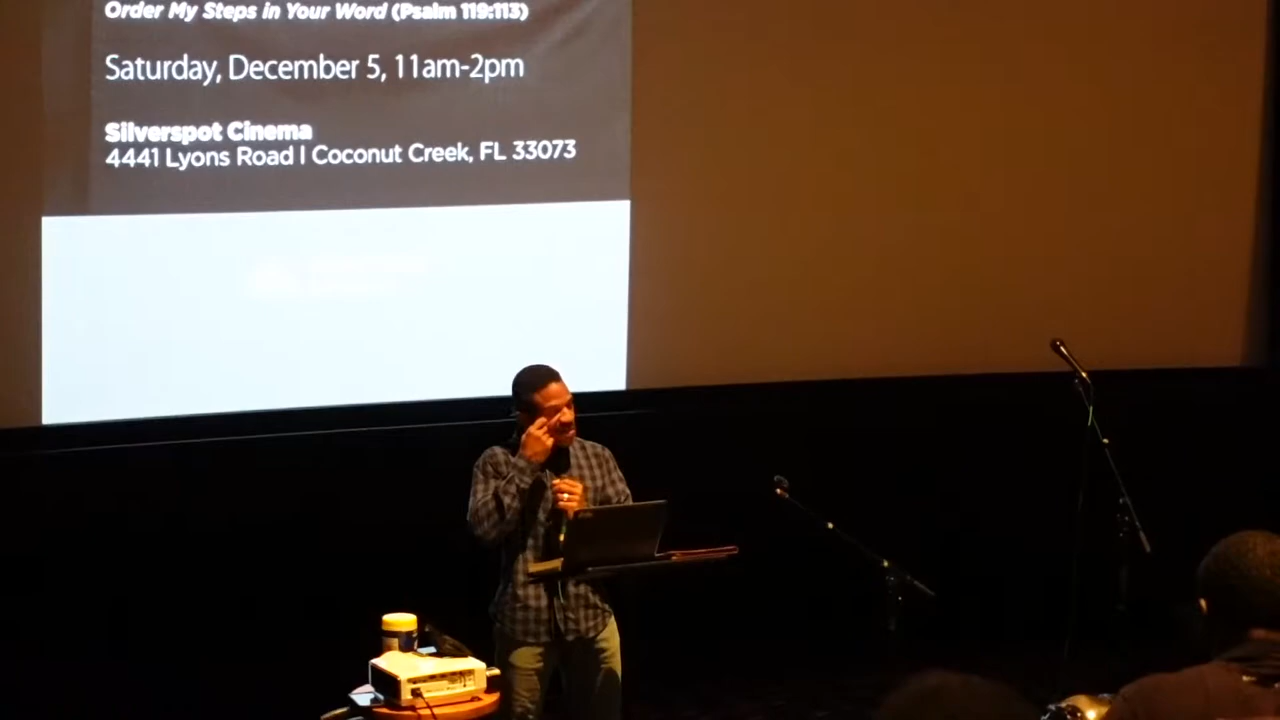 Order My Steps in Your Word (Psalm 119:113)
Saturday, December 5, 11am-2pm
Silverspot Cinema
4441 Lyons Road | Coconut Creek, FL 33073